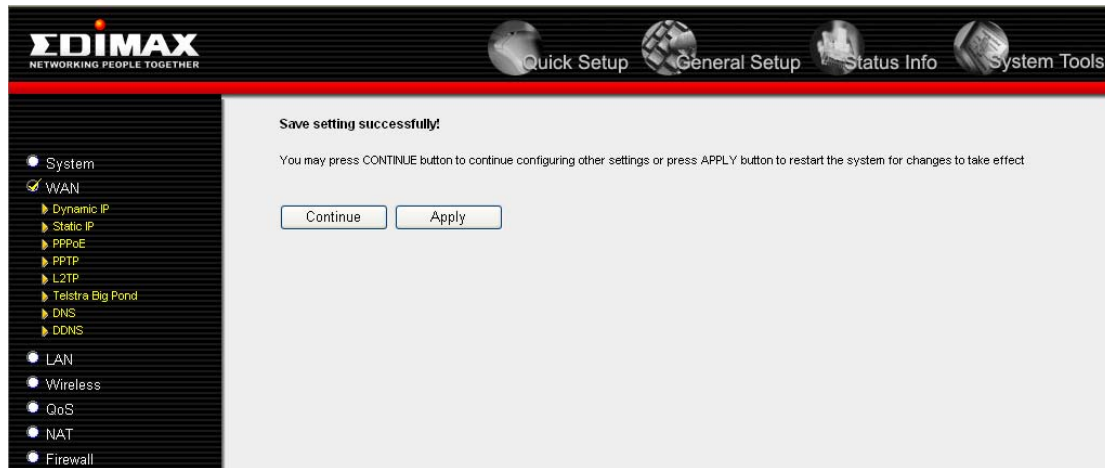 EDIMAX
NETWORKING PEOPLE TOGETHER
Quick Setup
General Setup
Status Info
System Tools
System
WAN
Dynamic IP
Static IP
PPPoE
PPTP
L2TP
Telstra Big Pond
DNS
DDNS
LAN
Wireless
QoS
NAT
Firewall
Save setting successfully!
You may press CONTINUE button to continue configuring other settings or press APPLY button to restart the system for changes to take effect
Continue
Apply